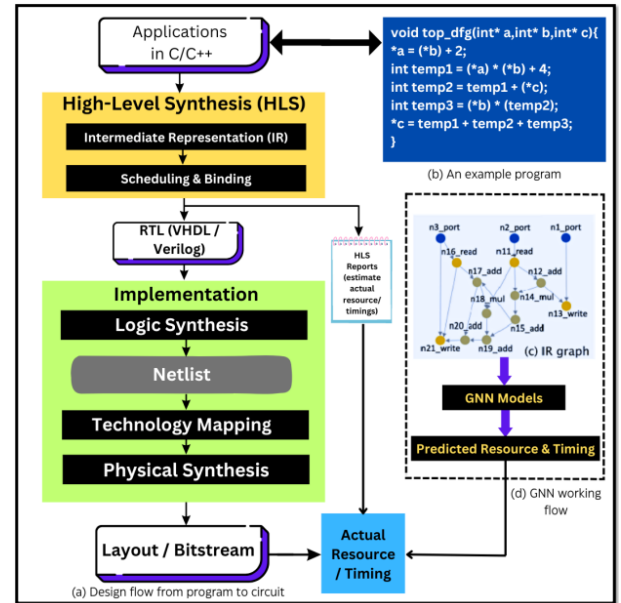 Applications
in C/C++
void top_dfg(int* a,int* b,int* c){
*a = (*b) + 2;
int temp1 = (*a) * (*b) + 4;
int temp2 = temp1 + (*c);
int temp3 = (*b) * (temp2);
*c = temp1 + temp2 + temp3;
}
(b) An example program
High-Level Synthesis (HLS)
Intermediate Representation (IR)
Scheduling & Binding
RTL (VHDL /
Verilog)
HLS
Reports
(estimate
actual
resource/
timings)
Implementation
Logic Synthesis
Netlist
Technology Mapping
Physical Synthesis
Layout / Bitstream
(a) Design flow from program to circuit
n3_port
n2_port
n1_port
n16_read
n11_read
n17_add
n12_add
n18_mul
n14_mul
n13_write
n20_add
n15_add
n21_write
n19_add
(c) IR graph
GNN Models
Predicted Resource & Timing
(d) GNN working
flow
Actual
Resource
/ Timing